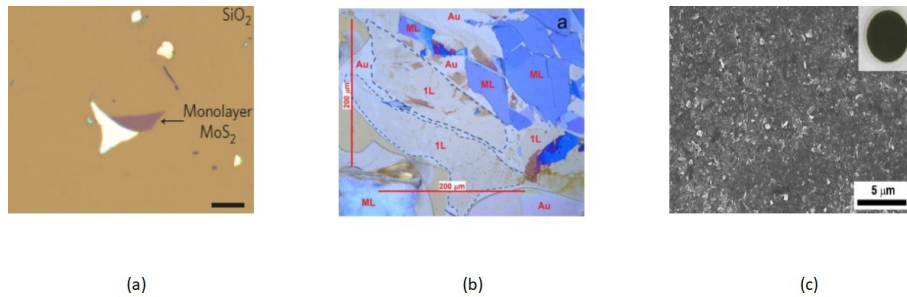 SiO2
Monolayer
MoS2
a
Au
ML
Au
Au
ML
ML
1L
200 µm
1L
1L
200 µm
ML
Au
5 µm
(a)
(b)
(c)